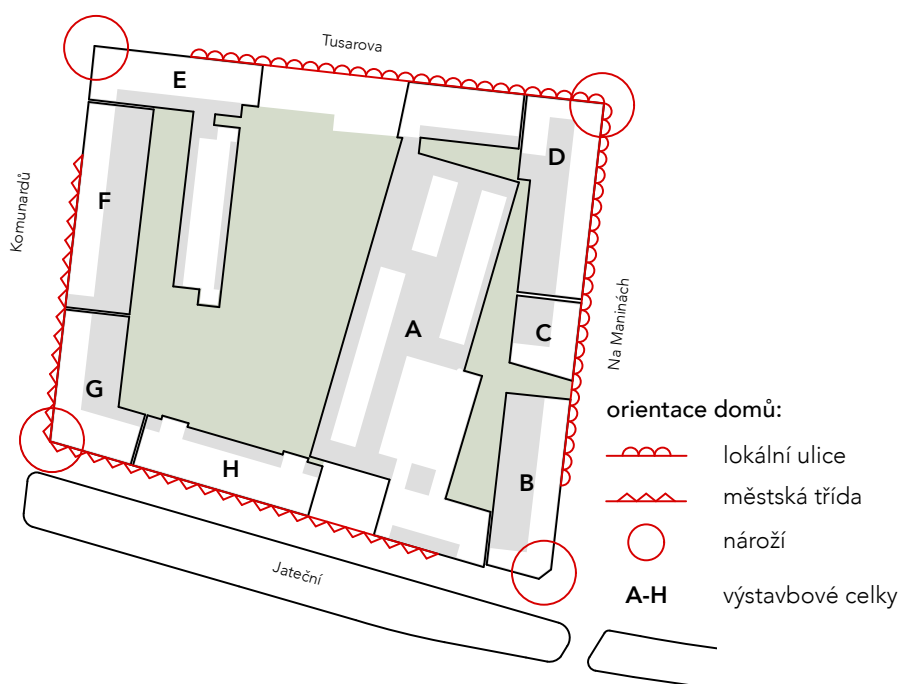 Tusarova
E
D
Komunardů
F
A
C
Na Maninách
G
H
B
Jateční
orientace domů:
lokální ulice
městská třída
nároží
A-H výstavbové celky